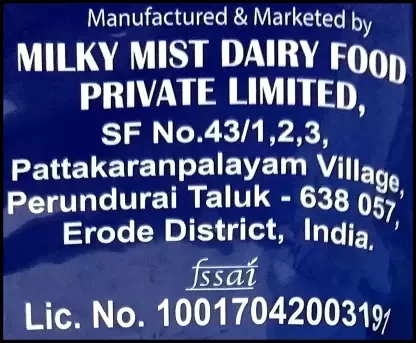 Manufactured & Marketed by
MILKY MIST DAIRY FOOD
PRIVATE LIMITED,
SF No.43/1,2,3,
Pattakaranpalayam Village,
Perundurai Taluk - 638 057,
Erode District, India.
fssai
Lic. No. 10017042003191